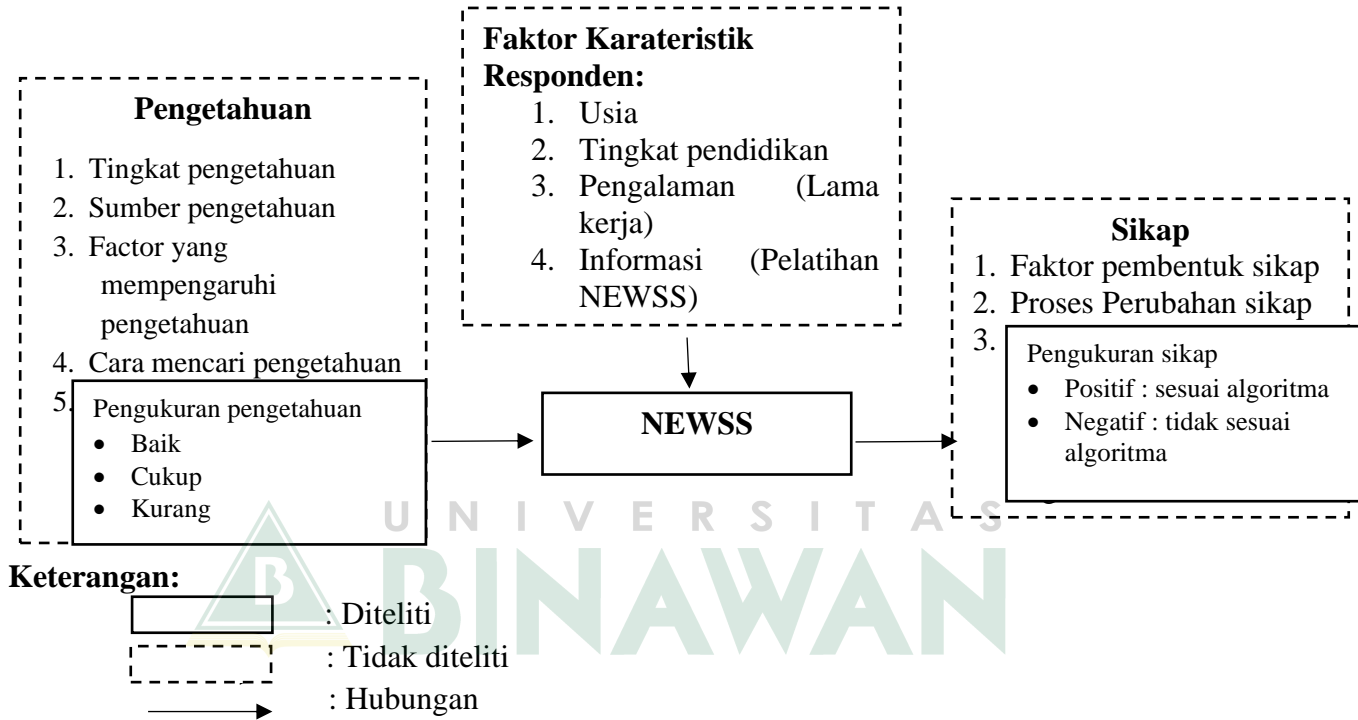 Faktor Karateristik
Responden:
1. Usia
2. Tingkat pendidikan
3. Pengalaman (Lama
kerja)
4. Informasi (Pelatihan
NEWSS)
Pengetahuan
1. Tingkat pengetahuan
2. Sumber pengetahuan
3. Factor yang
mempengaruhi
pengetahuan
4. Cara mencari pengetahuan
5.
Pengukuran pengetahuan
• Baik
• Cukup
• Kurang
NEWSS
Sikap
1. Faktor pembentuk sikap
2. Proses Perubahan sikap
3.
Pengukuran sikap
• Positif : sesuai algoritma
• Negatif : tidak sesuai
algoritma
UNIVERSITAS
B BINAWAN
Keterangan:
: Diteliti
: Tidak diteliti
: Hubungan